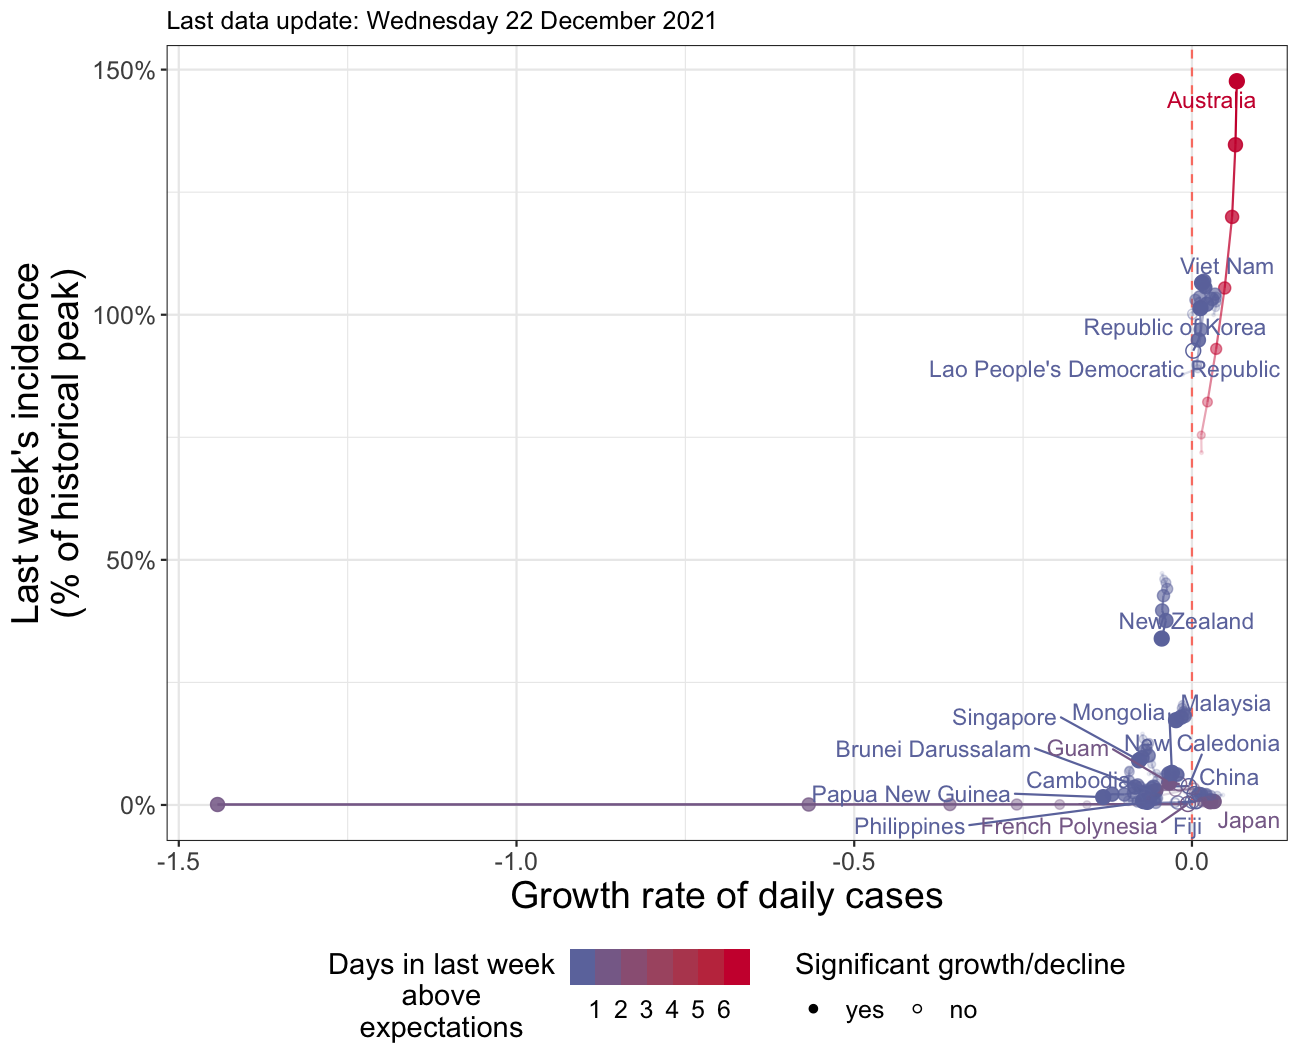 Last data update: Wednesday 22 December 2021
Last week's incidence
(% of historical peak)
150%
100%
50%
0%
Australia
Viet Nam
Republic of Korea
Lao People's Democratic Republic
New Zealand
Malaysia
Mongolia
Singapore
New Caledonia
Guam
Brunei Darussalam
China
Cambodia
Papua New Guinea
Japan
Philippines
French Polynesia
Fiji
-1.5
-1.0
-0.5
0.0
Growth rate of daily cases
Days in last week
above
expectations
1 2 3 4 5 6
Significant growth/decline
yes
no